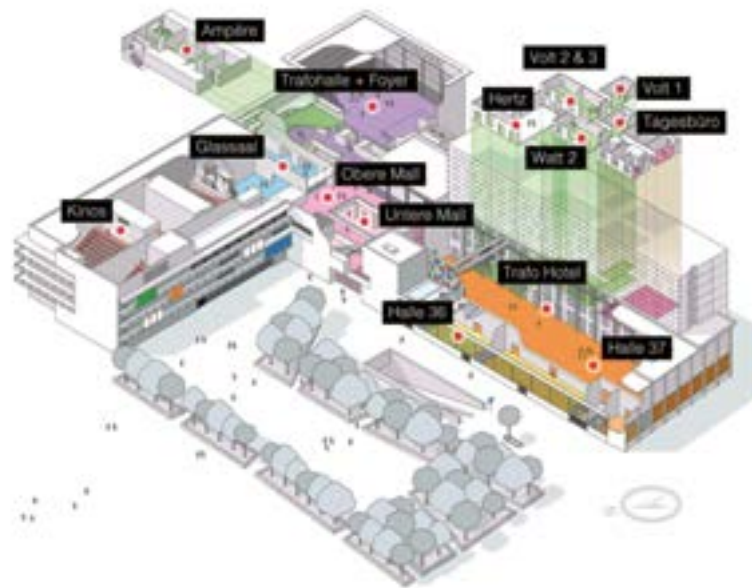 Ampère
Volt 2 & 3
Trafohalle + Foyer
Volt 1
Hertz
Tagesbüro
Glassaal
Watt 2
Obere Mall
Kinos
Untere Mall
Trafo Hotel
Halle 36
Halle 37